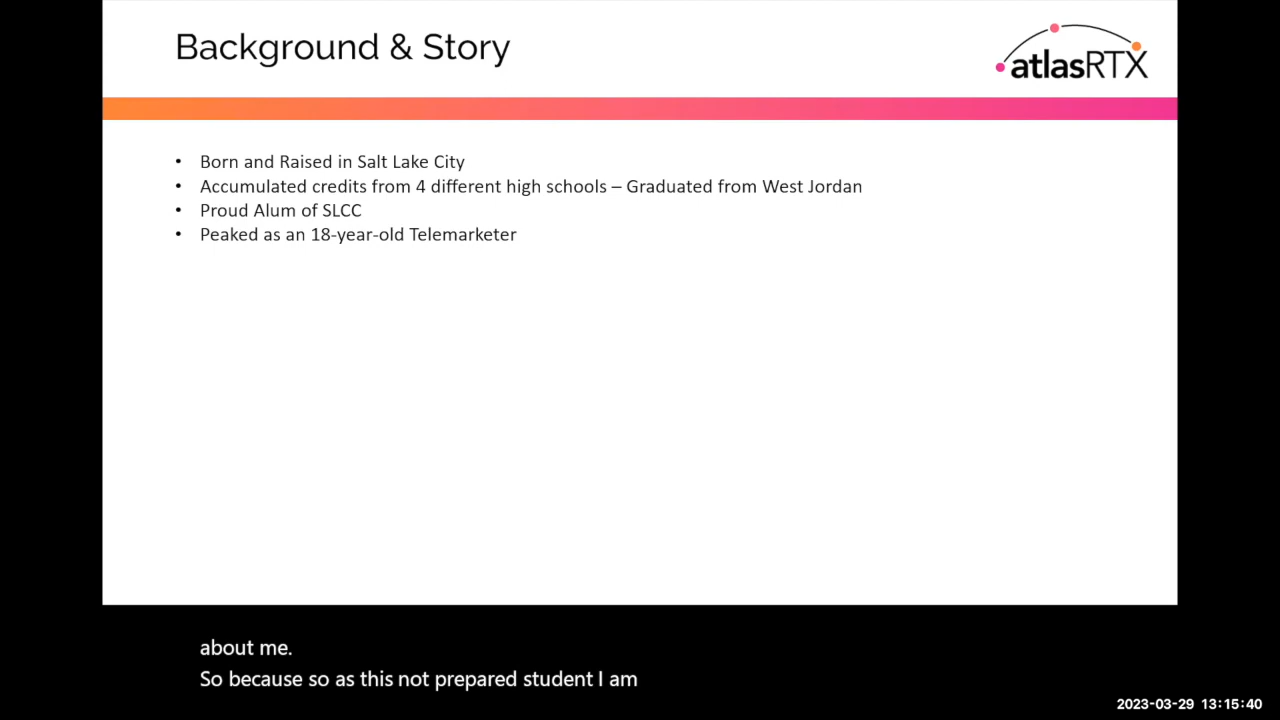 Background & Story
atlasRTX
• Born and Raised in Salt Lake City
• Accumulated credits from 4 different high schools – Graduated from West Jordan
• Proud Alum of SLCC
• Peaked as an 18-year-old Telemarketer
about me.
So because so as this not prepared student I am
2023-03-29 13:15:40